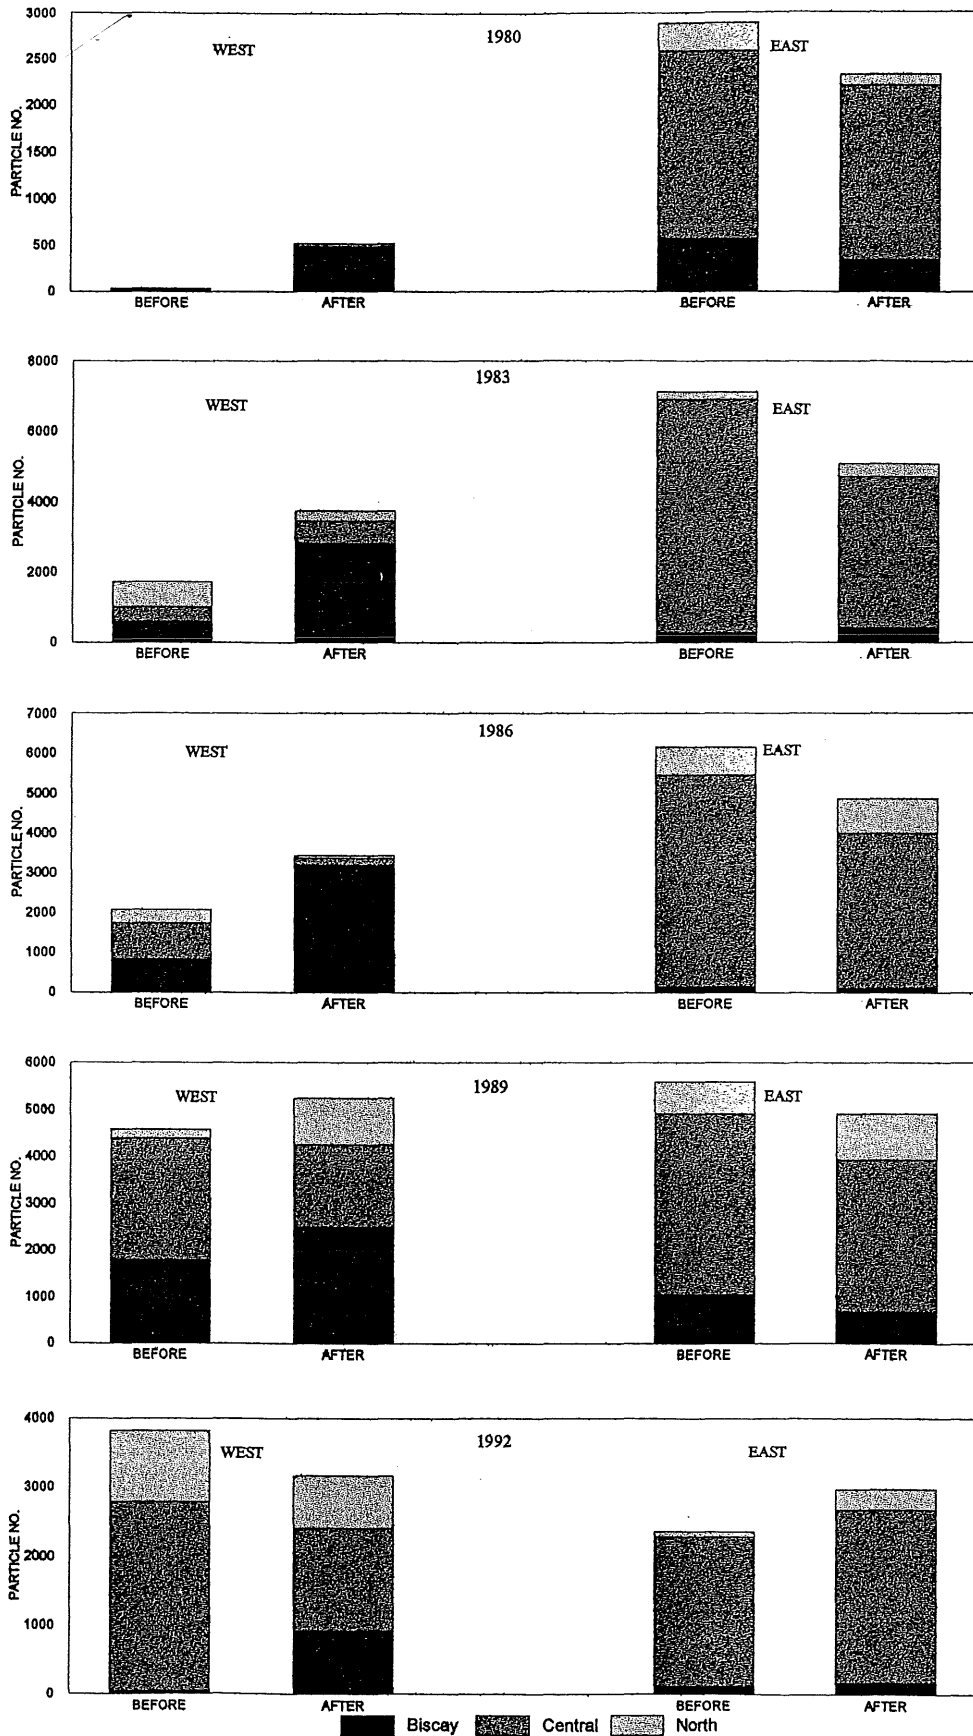 3000
1980
WEST
EAST
2500
2000
1500
1000
500
0
PARTICLE NO.
BEFORE
AFTER
BEFORE
AFTER
8000
1983
WEST
EAST
6000
4000
2000
0
PARTICLE NO.
BEFORE
AFTER
BEFORE
AFTER
7000
1986
WEST
EAST
6000
5000
4000
3000
2000
1000
0
PARTICLE NO.
BEFORE
AFTER
BEFORE
AFTER
6000
1989
WEST
EAST
5000
4000
3000
2000
1000
0
PARTICLE NO.
BEFORE
AFTER
BEFORE
AFTER
4000
1992
WEST
EAST
3000
2000
1000
0
PARTICLE NO.
BEFORE
AFTER
BEFORE
AFTER
Biscay Central North